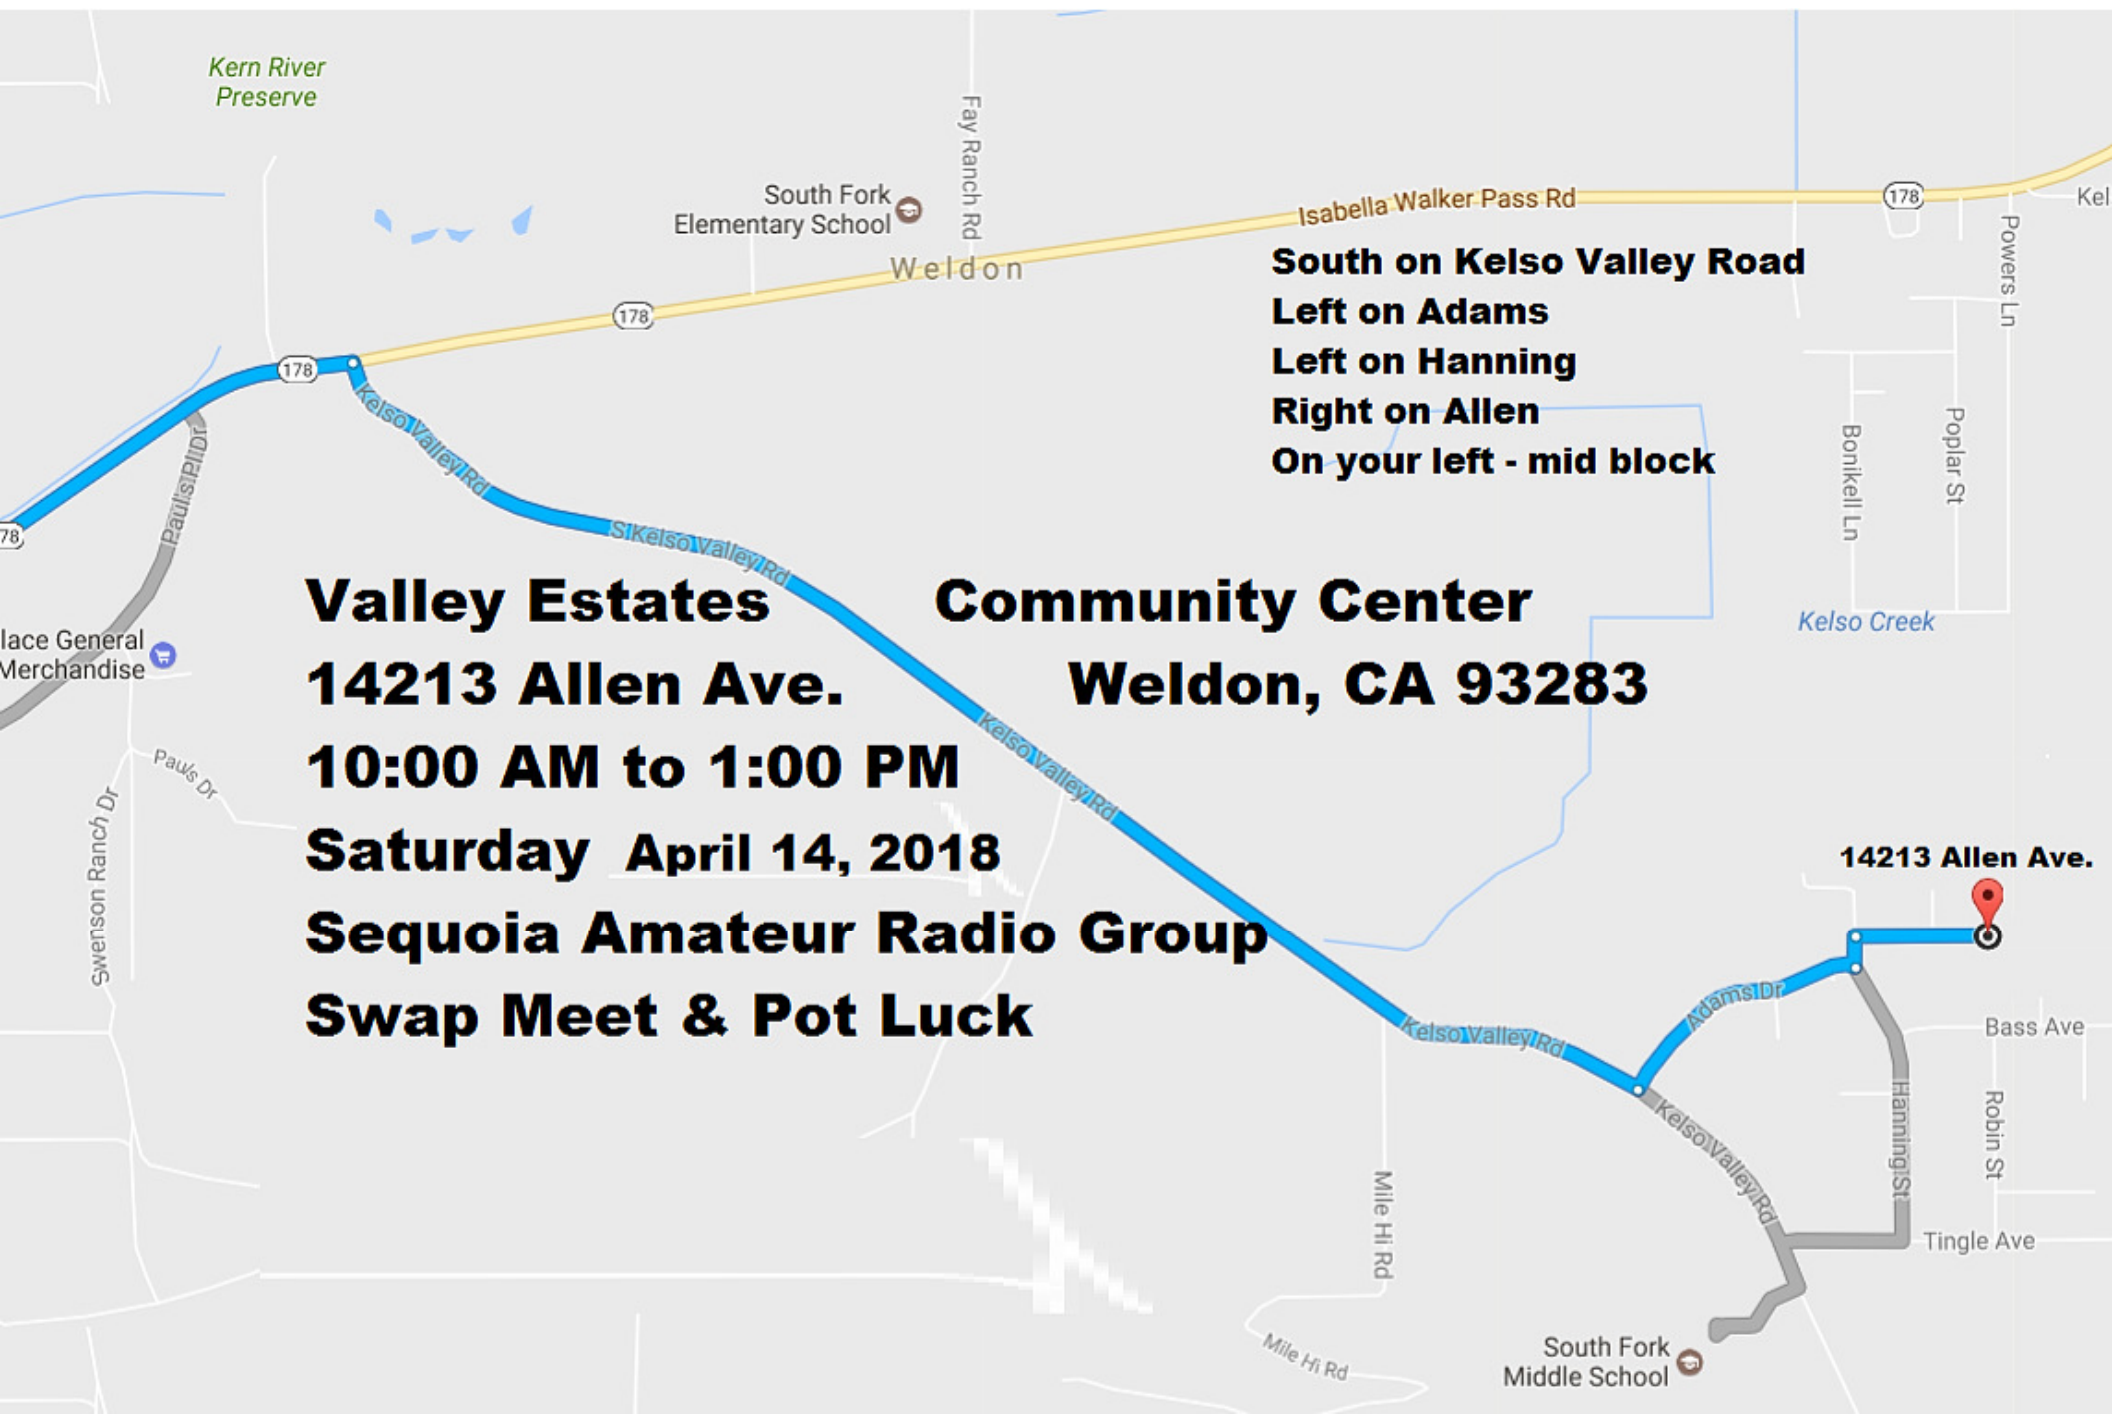 Kern River
Preserve
Fay Ranch Rd
South Fork
Elementary School
Weldon
Isabella Walker Pass Rd
178
Kel
Powers Ln
South on Kelso Valley Road
Left on Adams
Left on Hanning
Right on Allen
On your left - mid block
178
178
78
Kelso Valley Rd
Paulis Pl Dr
S Kelso Valley Rd
Bonikell Ln
Poplar St
Kelso Creek
Valley Estates Community Center
14213 Allen Ave. Weldon, CA 93283
10:00 AM to 1:00 PM
Saturday April 14, 2018
Sequoia Amateur Radio Group
Swap Meet & Pot Luck
lace General
Merchandise
Pauls Dr
Swenson Ranch Dr
Kelso Valley Rd
14213 Allen Ave.
Adams Dr
Kelso Valley Rd
Bass Ave
Kelso Valley Rd
Hanning St
Robin St
Mile Hi Rd
Tingle Ave
Mile Hi Rd
South Fork
Middle School